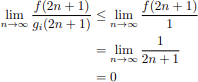 lim_{n→∞} f(2n + 1) / g_i(2n + 1) ≤ lim_{n→∞} f(2n + 1) / 1
= lim_{n→∞} 1 / 2n + 1
= 0